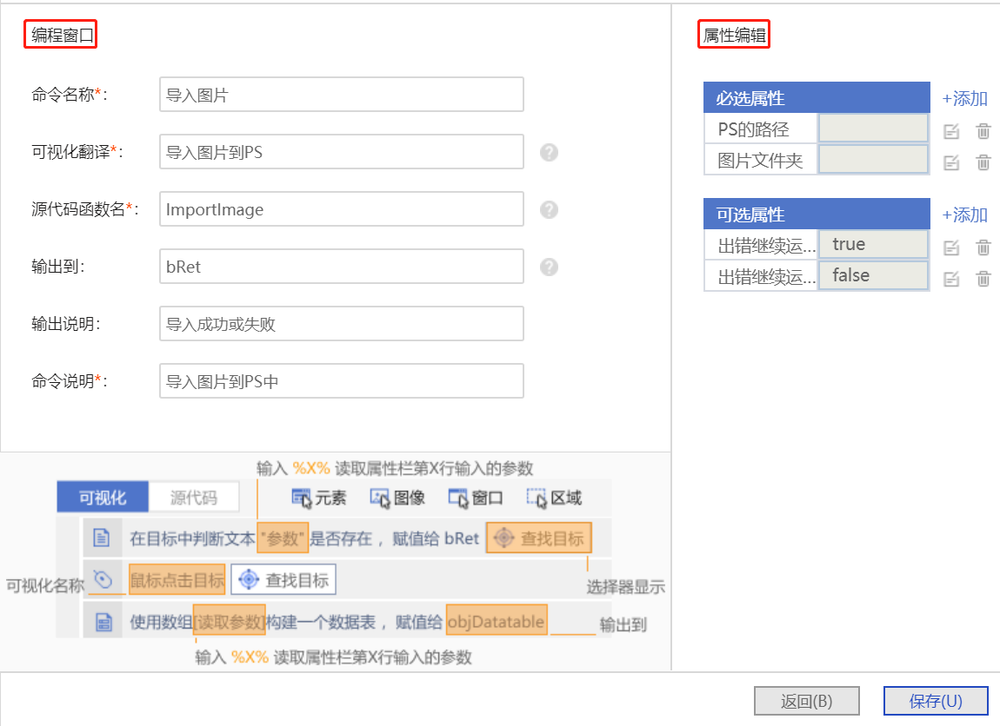 编程窗口
命令名称*: 导入图片
可视化翻译*: 导入图片到PS ?
源代码函数名*: ImportImage ?
输出到: bRet ?
输出说明: 导入成功或失败
命令说明*: 导入图片到PS中
属性编辑
必选属性 +添加
PS的路径
图片文件夹
可选属性 +添加
出错继续运... true
出错继续运... false
输入 %X% 读取属性栏第X行输入的参数
可视化 源代码 元素 图像 窗口 区域
在目标中判断文本 "参数" 是否存在，赋值给 bRet 查找目标
可视化名称 鼠标点击目标 查找目标 选择器显示
使用数组[读取参数]构建一个数据表，赋值给 objDatatable 输出到
输入 %X% 读取属性栏第X行输入的参数
返回(B) 保存(U)